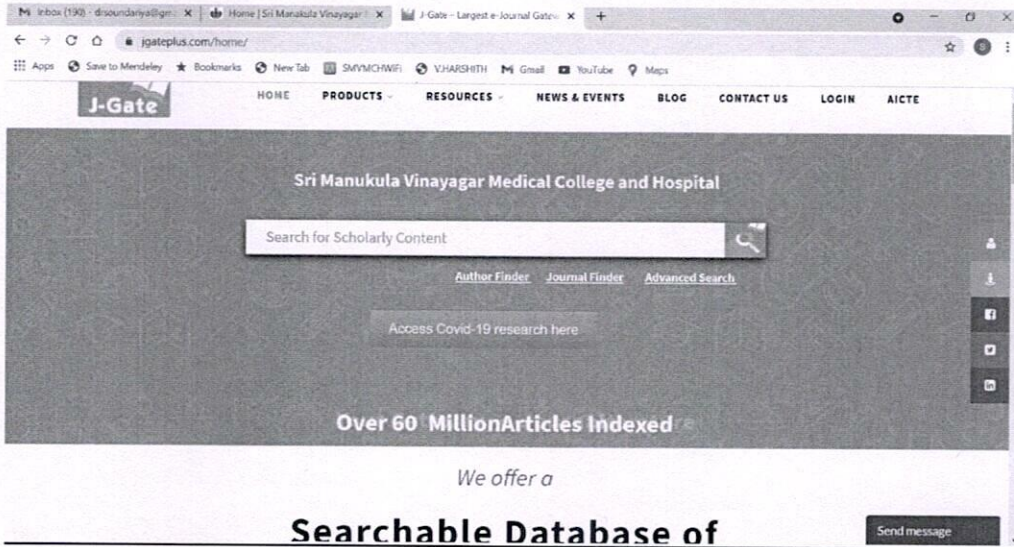 Inbox (190) - drsoundariya@gm Home | Sri Manakula Vinayagar J-Gate – Largest e-Journal Gatew
jgateplus.com/home/
Apps Save to Mendeley Bookmarks New Tab SMVMCHWiFi V.HARSHITH Gmail YouTube Maps
J-Gate HOME PRODUCTS RESOURCES NEWS & EVENTS BLOG CONTACT US LOGIN AICTE
Sri Manukula Vinayagar Medical College and Hospital
Search for Scholarly Content
Author Finder Journal Finder Advanced Search
Access Covid-19 research here
Over 60 MillionArticles Indexed
We offer a
Searchable Database of
Send message